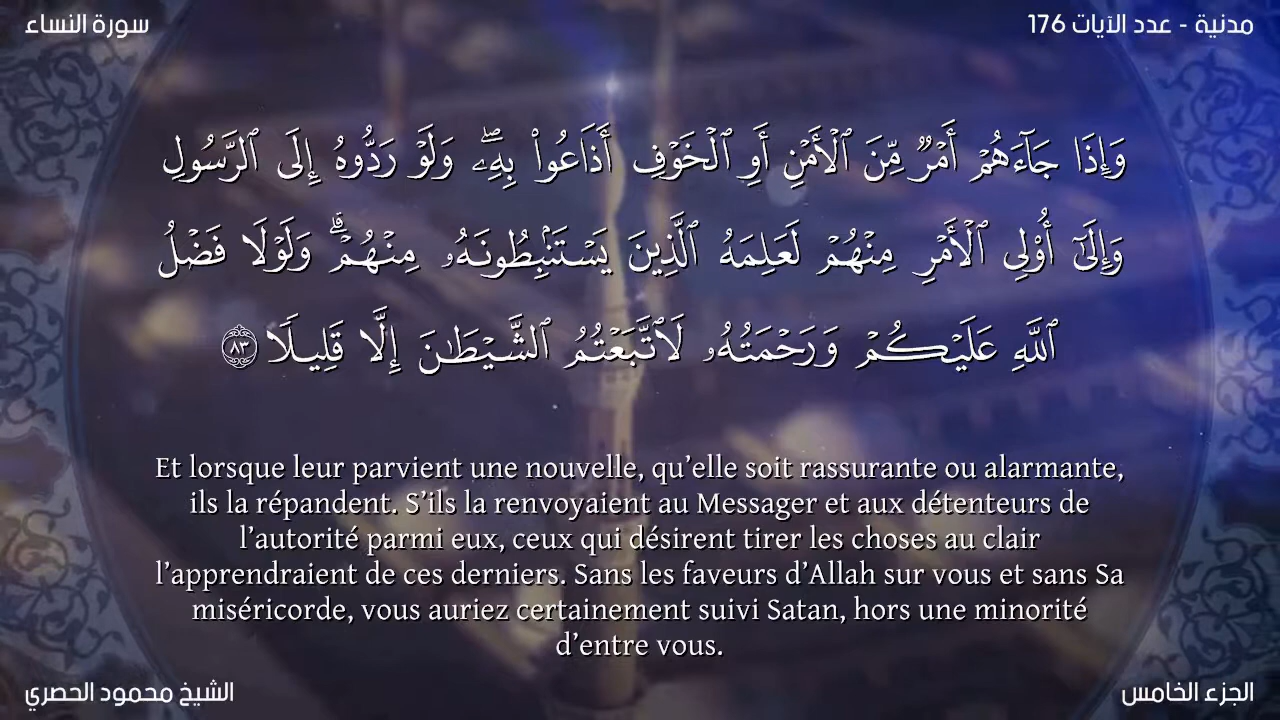 سورة النساء
مدنية - عدد الآيات 176
وَإِذَا جَآءَهُمْ أَمْرٌ مِّنَ ٱلْأَمْنِ أَوِ ٱلْخَوْفِ أَذَاعُوا۟ بِهِۦۖ وَلَوْ رَدُّوهُ إِلَى ٱلرَّسُولِ
وَإِلَىٰٓ أُو۟لِى ٱلْأَمْرِ مِنْهُمْ لَعَلِمَهُ ٱلَّذِينَ يَسْتَنۢبِطُونَهُۥ مِنْهُمْۗ وَلَوْلَا فَضْلُ
ٱللَّهِ عَلَيْكُمْ وَرَحْمَتُهُۥ لَٱتَّبَعْتُمُ ٱلشَّيْطَٰنَ إِلَّا قَلِيلًا ٨٣
Et lorsque leur parvient une nouvelle, qu’elle soit rassurante ou alarmante,
ils la répandent. S’ils la renvoyaient au Messager et aux détenteurs de
l’autorité parmi eux, ceux qui désirent tirer les choses au clair
l’apprendraient de ces derniers. Sans les faveurs d’Allah sur vous et sans Sa
miséricorde, vous auriez certainement suivi Satan, hors une minorité
d’entre vous.
الشيخ محمود الحصري
الجزء الخامس